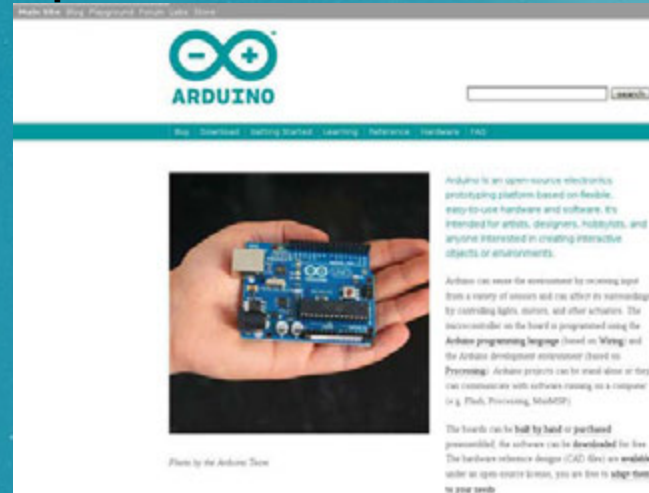 Main Site Blog Playground Forum Labs Store
ARDUINO
search
Buy Download Getting Started Learning Reference Hardware FAQ
Arduino is an open-source electronics
prototyping platform based on flexible,
easy-to-use hardware and software. It's
intended for artists, designers, hobbyists, and
anyone interested in creating interactive
objects or environments.
Arduino can sense the environment by receiving input
from a variety of sensors and can affect its surroundings
by controlling lights, motors, and other actuators. The
microcontroller on the board is programmed using the
Arduino programming language (based on Wiring) and
the Arduino development environment (based on
Processing). Arduino projects can be stand-alone or they
can communicate with software running on a computer
(e.g. Flash, Processing, MaxMSP).
The boards can be built by hand or purchased
preassembled; the software can be downloaded for free.
The hardware reference designs (CAD files) are available
under an open-source license, you are free to adapt them
to your needs
UNO
Photo by the Arduino Team